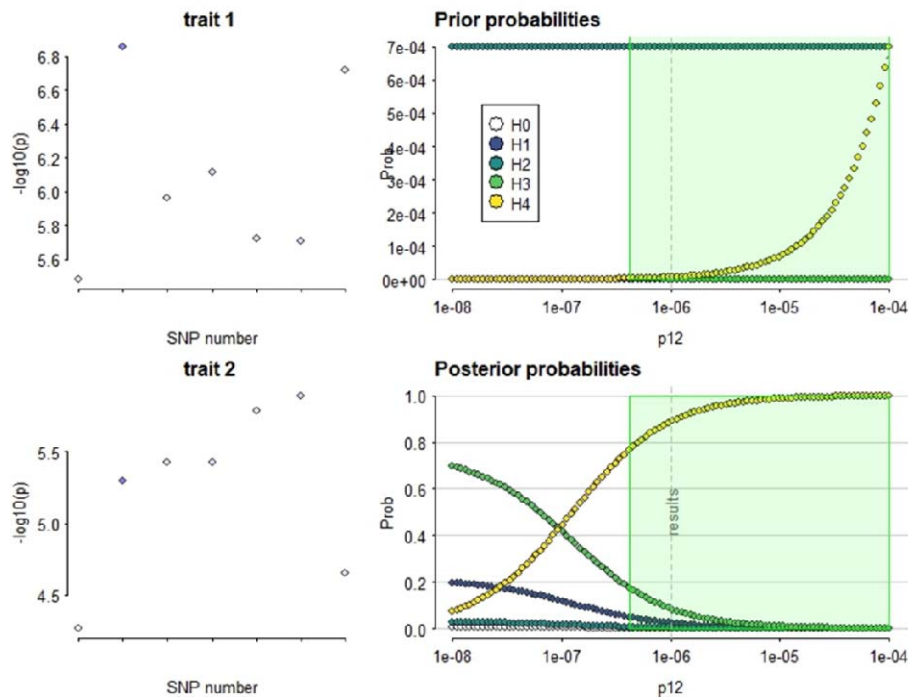 trait 1
-log10(p)
6.8
6.6
6.4
6.2
6.0
5.8
5.6
SNP number
Prior probabilities
Prob
7e-04
6e-04
5e-04
4e-04
3e-04
2e-04
1e-04
0e+00
H0
H1
H2
H3
H4
1e-08 1e-07 1e-06 1e-05 1e-04
p12
trait 2
-log10(p)
5.5
5.0
4.5
SNP number
Posterior probabilities
Prob
1.0
0.8
0.6
0.4
0.2
0.0
results
1e-08 1e-07 1e-06 1e-05 1e-04
p12